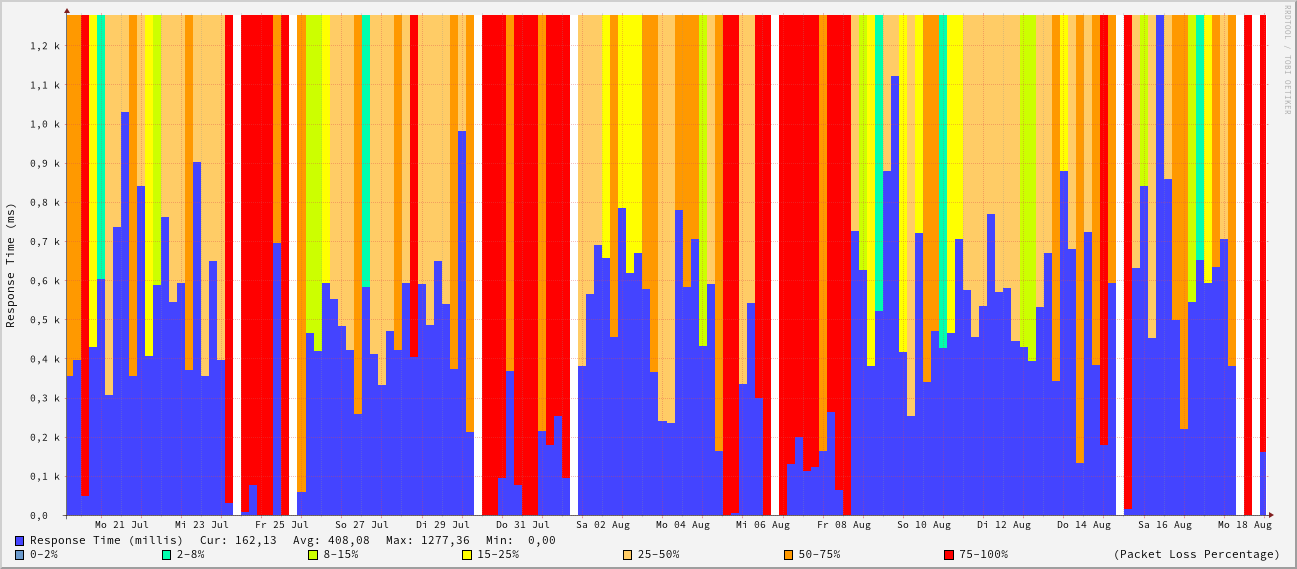 RRDTOOL / TOBI OETIKER
Response Time (ms)
1,2 k
1,1 k
1,0 k
0,9 k
0,8 k
0,7 k
0,6 k
0,5 k
0,4 k
0,3 k
0,2 k
0,1 k
0,0
Mo 21 Jul Mi 23 Jul Fr 25 Jul So 27 Jul Di 29 Jul Do 31 Jul Sa 02 Aug Mo 04 Aug Mi 06 Aug Fr 08 Aug So 10 Aug Di 12 Aug Do 14 Aug Sa 16 Aug Mo 18 Aug
Response Time (millis) Cur: 162,13 Avg: 408,08 Max: 1277,36 Min: 0,00
0-2% 2-8% 8-15% 15-25% 25-50% 50-75% 75-100% (Packet Loss Percentage)